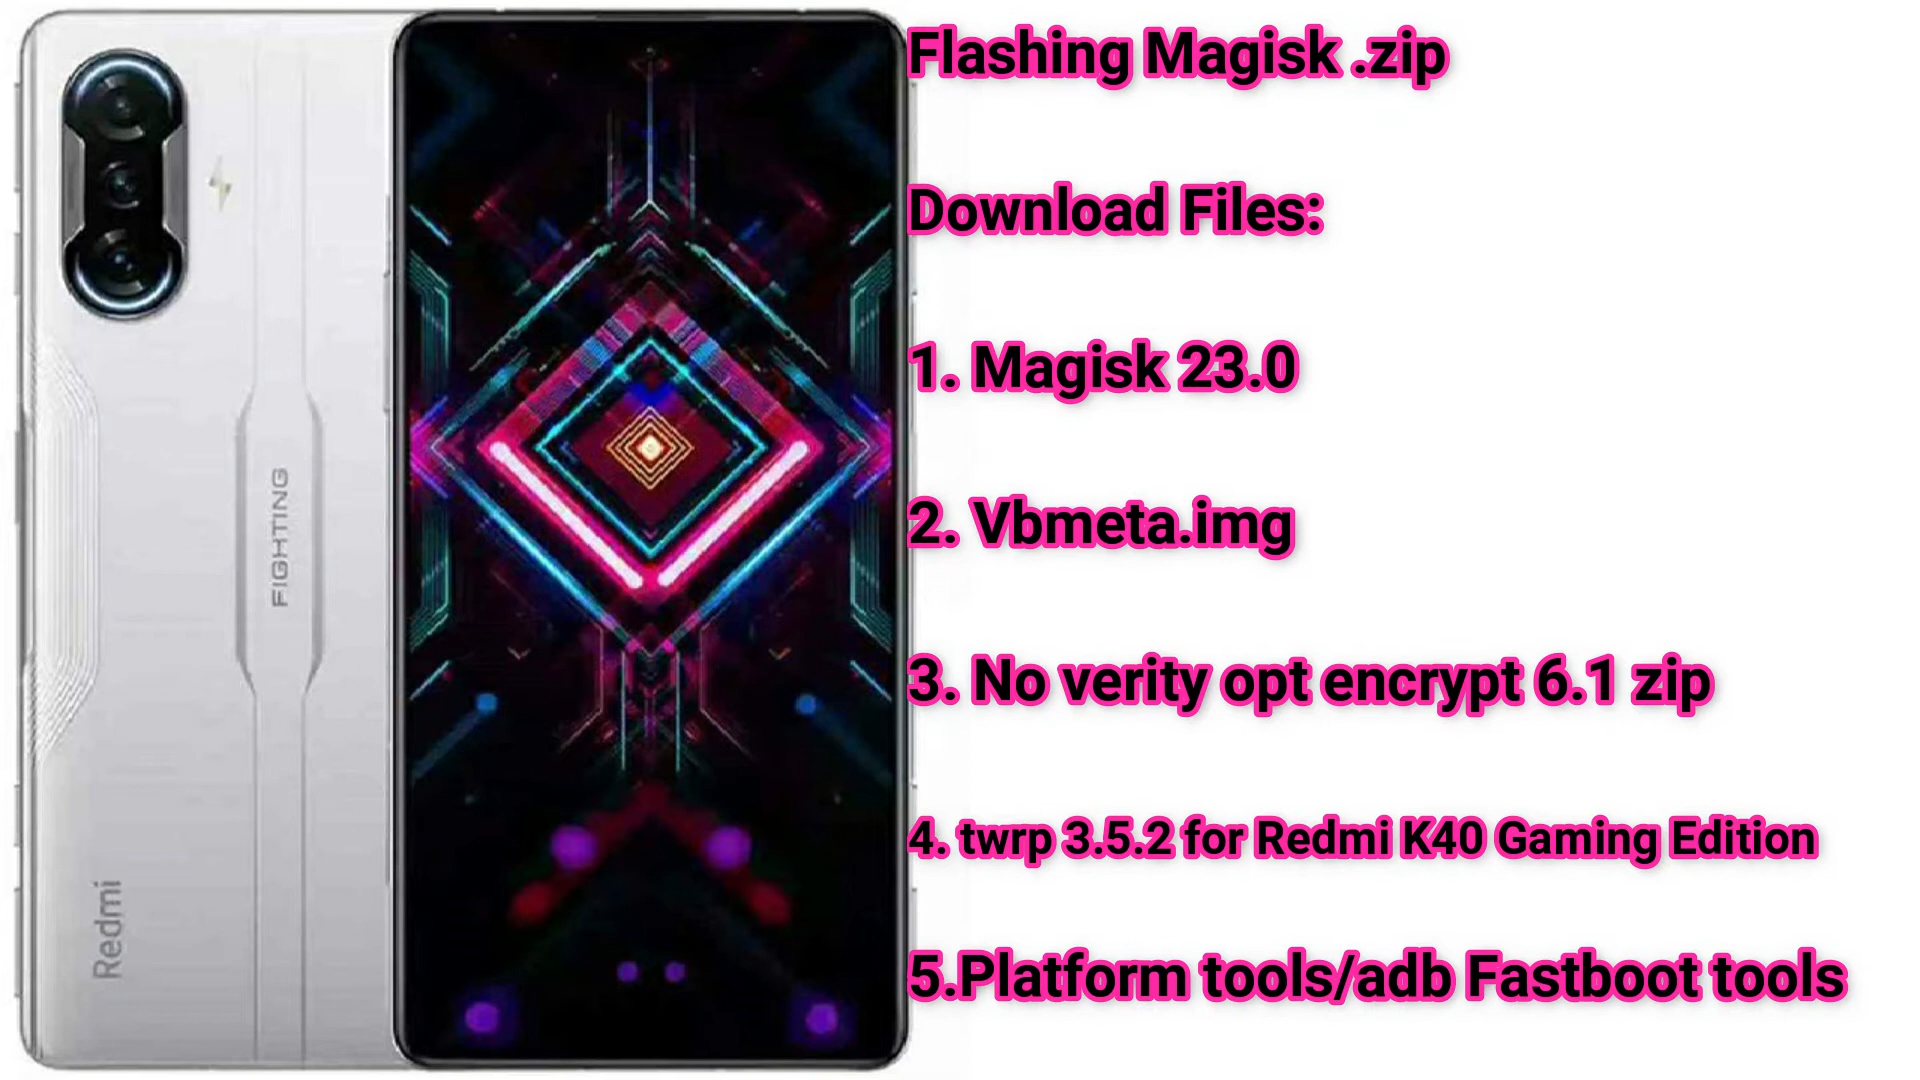 Flashing Magisk .zip
Download Files:
1. Magisk 23.0
2. Vbmeta.img
3. No verity opt encrypt 6.1 zip
4. twrp 3.5.2 for Redmi K40 Gaming Edition
5.Platform tools/adb Fastboot tools
FIGHTING
Redmi